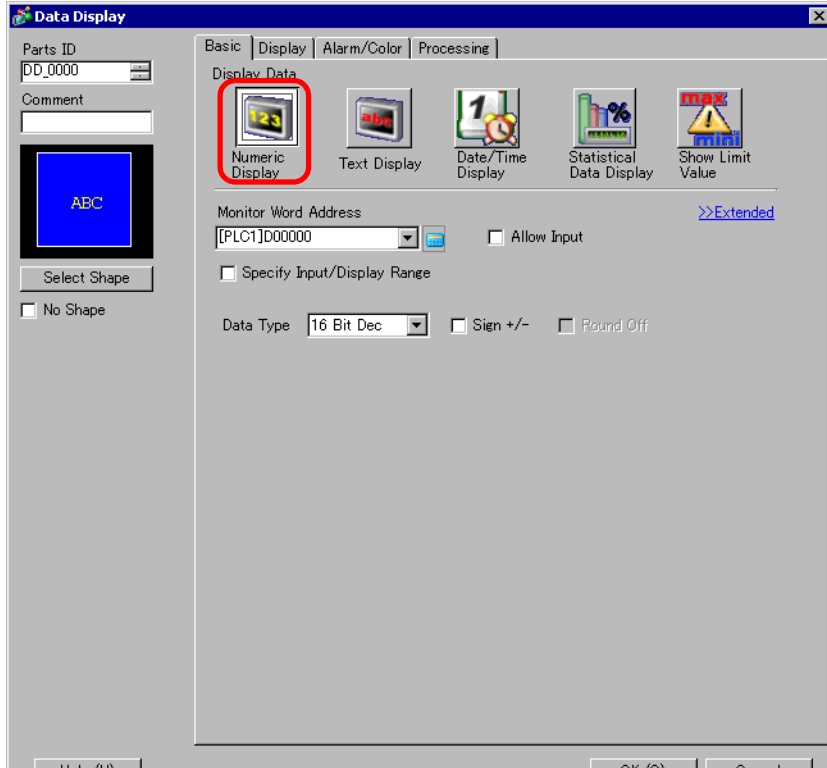 Data Display
Parts ID
DD_0000
Comment
ABC
Select Shape
No Shape
Basic
Display
Alarm/Color
Processing
Display Data
123
Numeric
Display
abc
Text Display
1
Date/Time
Display
%
Statistical
Data Display
max
mini
Show Limit
Value
Monitor Word Address
>>Extended
[PLC1]D00000
Allow Input
Specify Input/Display Range
Data Type
16 Bit Dec
Sign +/-
Round Off